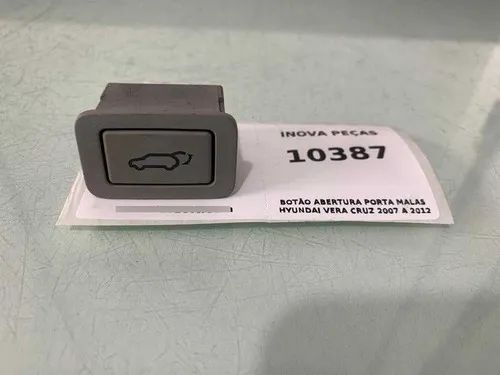 INOVA PEÇAS
10387
BOTÃO ABERTURA PORTA MALAS
HYUNDAI VERA CRUZ 2007 A 2012